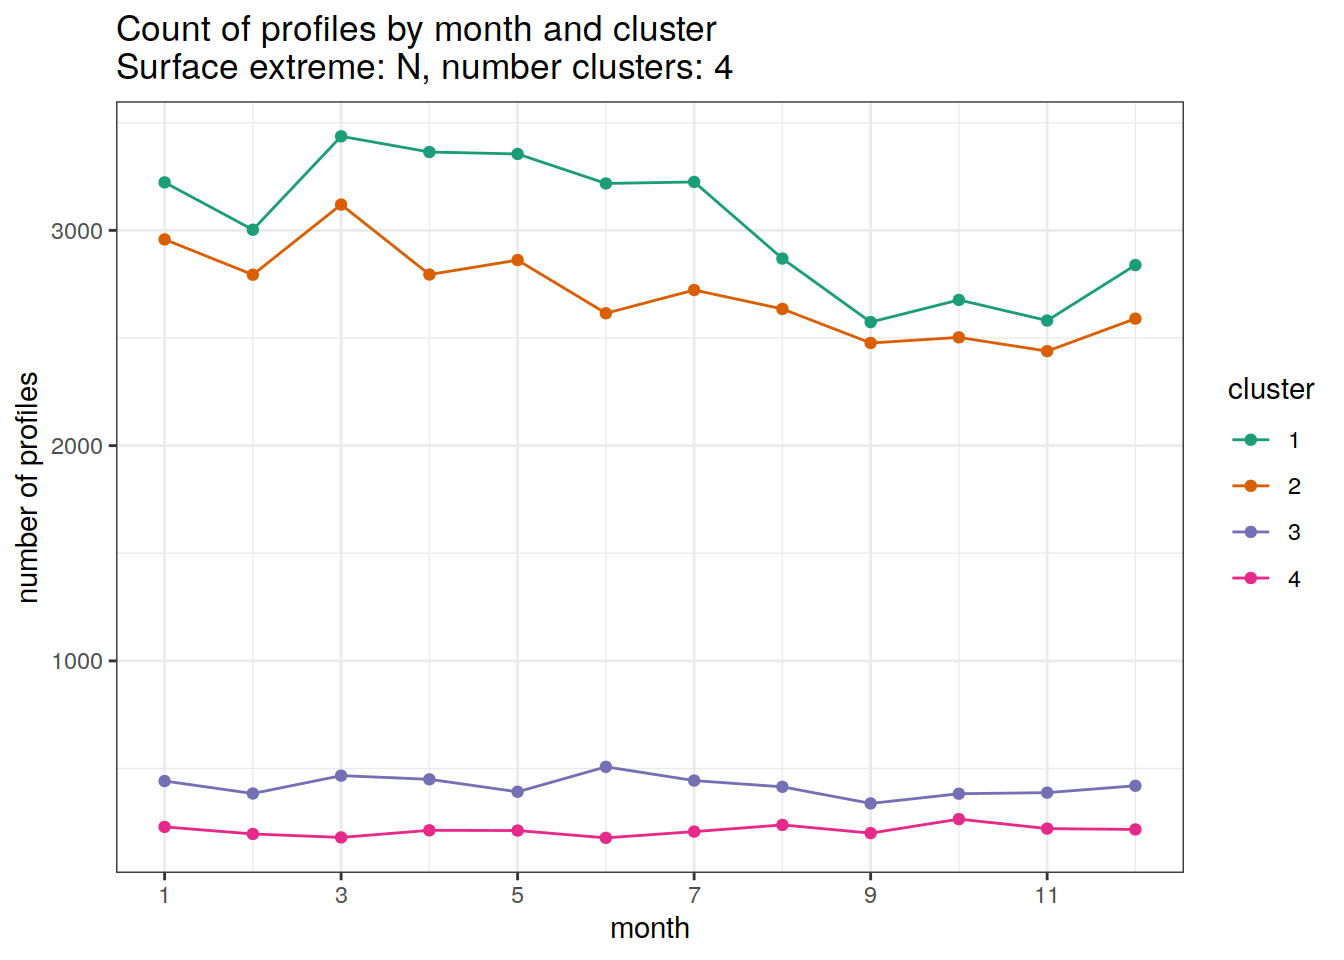 Count of profiles by month and cluster
Surface extreme: N, number clusters: 4
number of profiles
3000
2000
1000
1 3 5 7 9 11
month
cluster
1
2
3
4